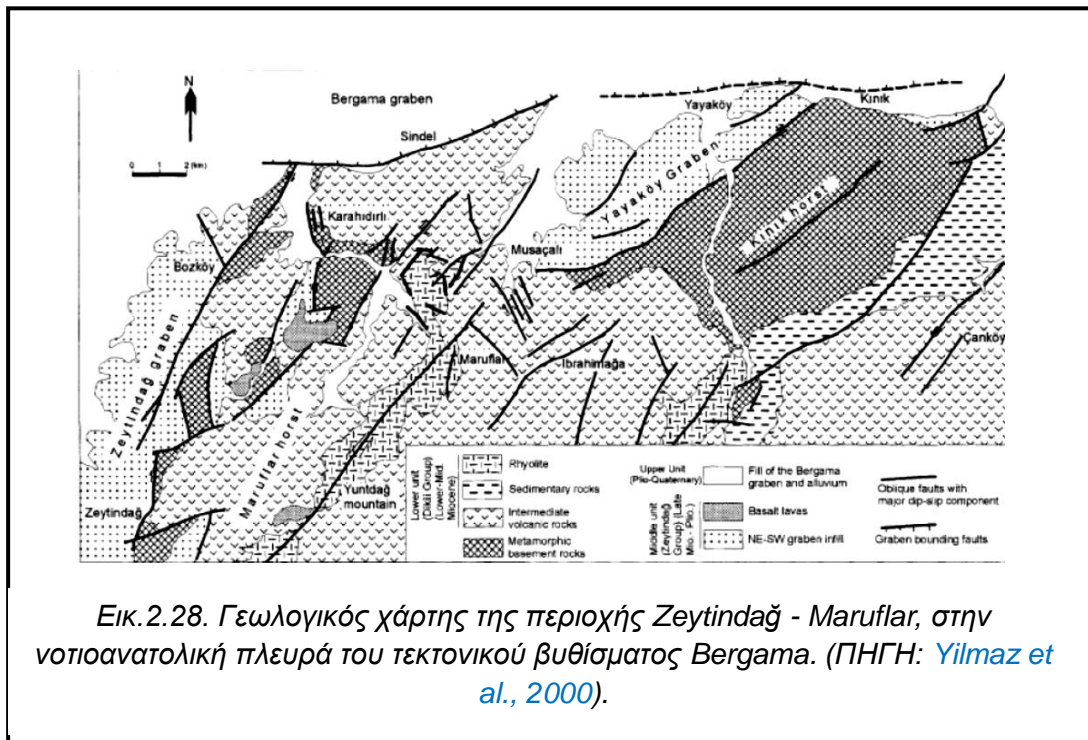 N
Bergama graben
Sindel
0 1 2 (km)
Yayaköy
Kınık
Yayaköy Graben
Kınık horst
Karahıdırlı
Musaçalı
Bozköy
Zeytindağ graben
Maruflar
İbrahimağa
Çanköy
Maruflar horst
Yuntdağ
mountain
Zeytindağ
Lower unit
(Dikili Group)
(Lower-Mid.
Miocene)
Rhyolite
Sedimentary rocks
Intermediate
volcanic rocks
Metamorphic
basement rocks
Upper Unit
(Plio-Quaternary)
Fill of the Bergama
graben and alluvium
Middle unit
(Zeytindağ
Group) (Late
Mio.- Plio.)
Basalt lavas
NE-SW graben infill
Oblique faults with
major dip-slip component
Graben bounding faults
Εικ.2.28. Γεωλογικός χάρτης της περιοχής Zeytindağ - Maruflar, στην
νοτιοανατολική πλευρά του τεκτονικού βυθίσματος Bergama. (ΠΗΓΗ: Yilmaz et
al., 2000).